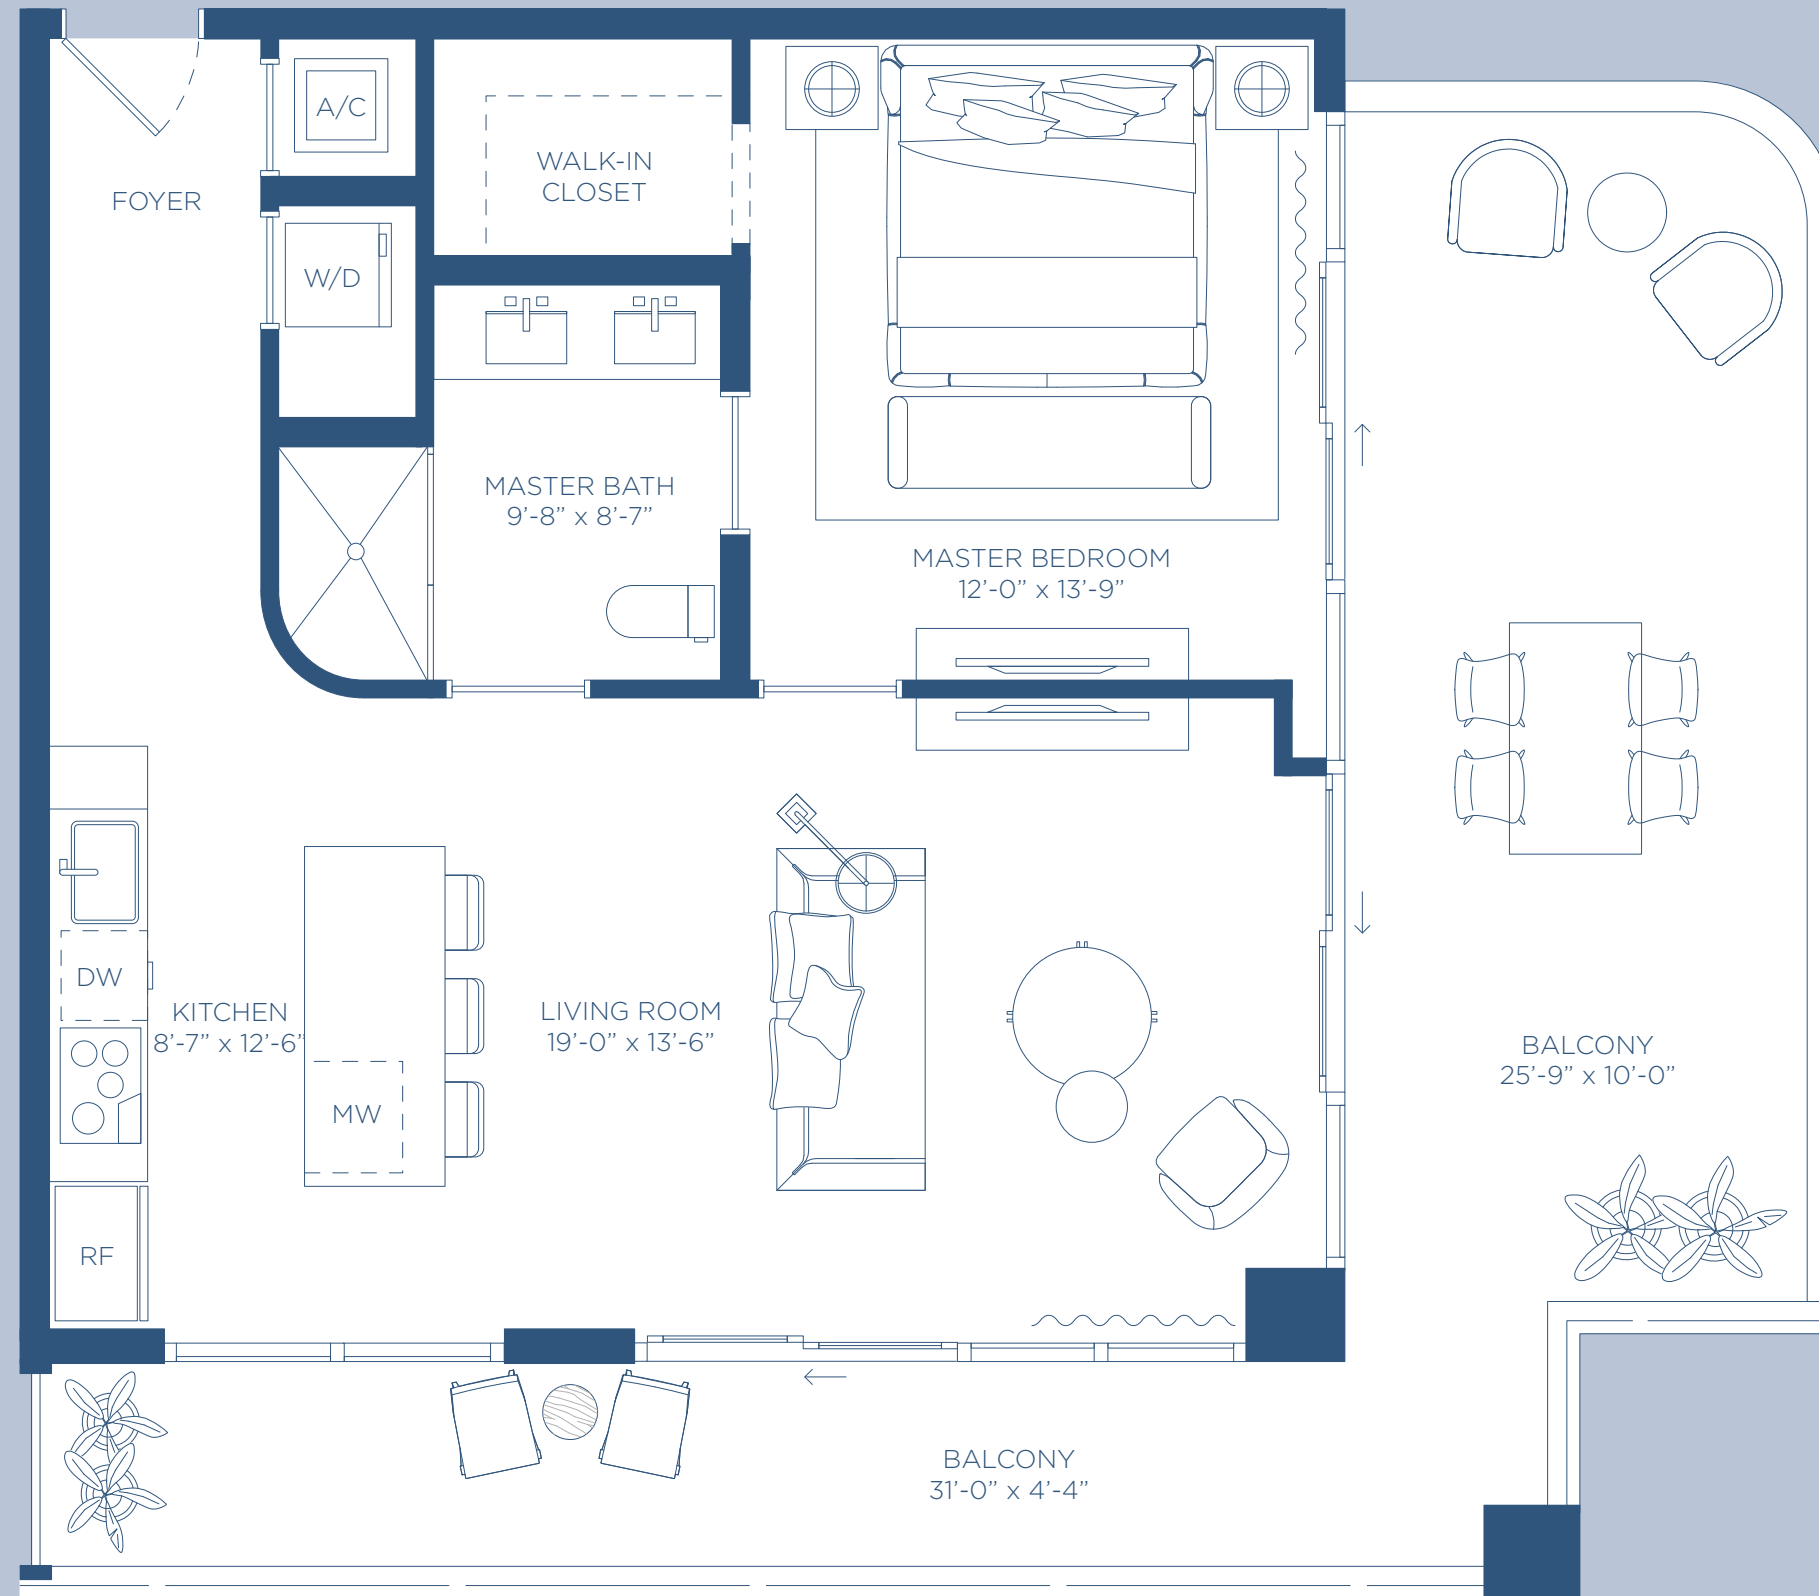 A/C
WALK-IN
CLOSET
FOYER
W/D
MASTER BATH
9’-8” x 8’-7”
MASTER BEDROOM
12’-0” x 13’-9”
DW
KITCHEN
8’-7” x 12’-6”
LIVING ROOM
19’-0” x 13’-6”
BALCONY
25’-9” x 10’-0”
MW
RF
BALCONY
31’-0” x 4’-4”